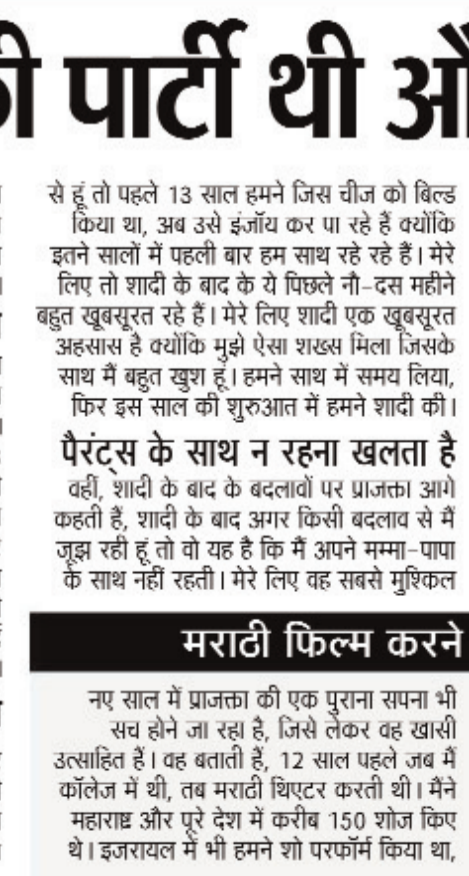 पार्टी थी
से हूं तो पहले 13 साल हमने जिस चीज को बिल्ड
किया था, अब उसे इंजॉय कर पा रहे हैं क्योंकि
इतने सालों में पहली बार हम साथ रहे रहे हैं। मेरे
लिए तो शादी के बाद के ये पिछले नौ-दस महीने
बहुत खूबसूरत रहे हैं। मेरे लिए शादी एक खूबसूरत
अहसास है क्योंकि मुझे ऐसा शख्स मिला जिसके
साथ मैं बहुत खुश हूं। हमने साथ में समय लिया,
फिर इस साल की शुरुआत में हमने शादी की।
पैरंट्स के साथ न रहना खलता है
वहीं, शादी के बाद के बदलावों पर प्राजक्ता आगे
कहती हैं, शादी के बाद अगर किसी बदलाव से मैं
जूझ रही हूं तो वो यह है कि मैं अपने मम्मा-पापा
के साथ नहीं रहती। मेरे लिए वह सबसे मुश्किल
मराठी फिल्म करने
नए साल में प्राजक्ता की एक पुराना सपना भी
सच होने जा रहा है, जिसे लेकर वह खासी
उत्साहित हैं। वह बताती हैं, 12 साल पहले जब मैं
कॉलेज में थी, तब मराठी थिएटर करती थी। मैंने
महाराष्ट्र और पूरे देश में करीब 150 शोज किए
थे। इजरायल में भी हमने शो परफॉर्म किया था,